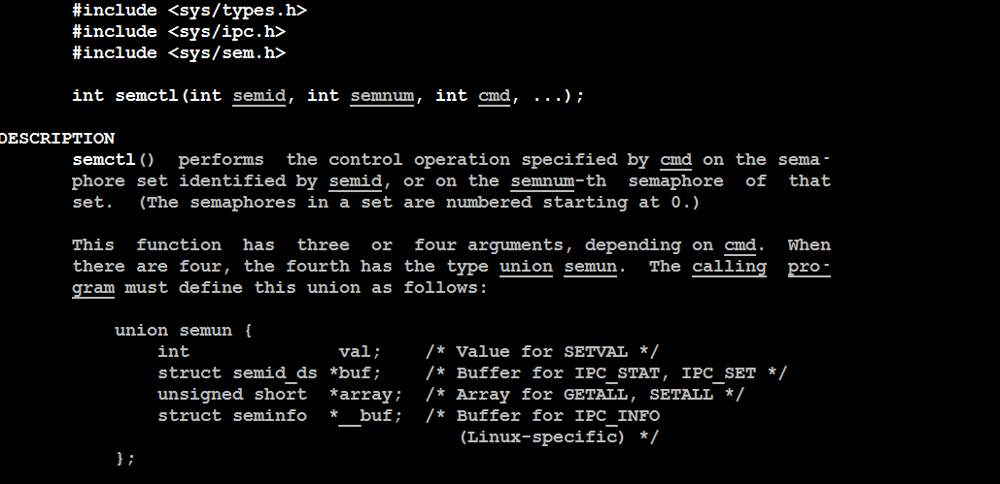 #include <sys/types.h>
#include <sys/ipc.h>
#include <sys/sem.h>
int semctl(int semid, int semnum, int cmd, ...);
DESCRIPTION
semctl() performs the control operation specified by cmd on the sema-
phore set identified by semid, or on the semnum-th semaphore of that
set. (The semaphores in a set are numbered starting at 0.)
This function has three or four arguments, depending on cmd. When
there are four, the fourth has the type union semun. The calling pro-
gram must define this union as follows:
union semun {
int val; /* Value for SETVAL */
struct semid_ds *buf; /* Buffer for IPC_STAT, IPC_SET */
unsigned short *array; /* Array for GETALL, SETALL */
struct seminfo *__buf; /* Buffer for IPC_INFO
(Linux-specific) */
};